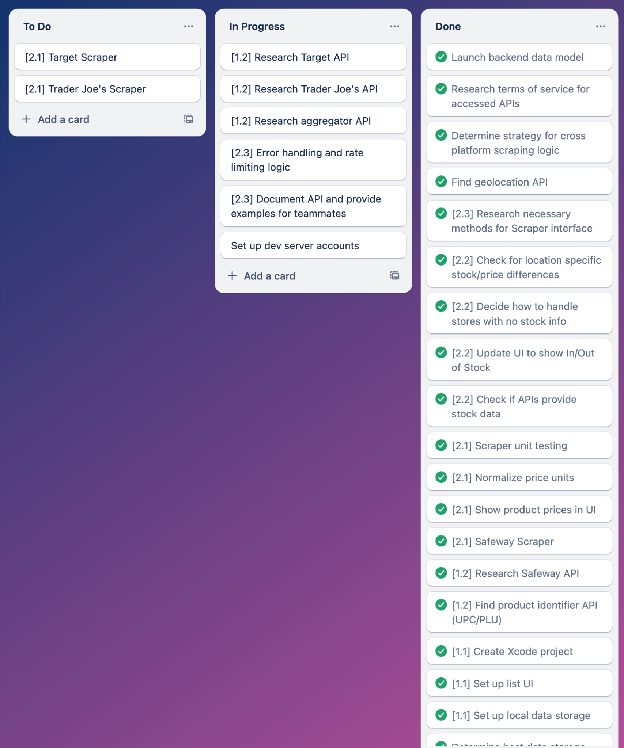 To Do
[2.1] Target Scraper
[2.1] Trader Joe's Scraper
+ Add a card
In Progress
[1.2] Research Target API
[1.2] Research Trader Joe's API
[1.2] Research aggregator API
[2.3] Error handling and rate
limiting logic
[2.3] Document API and provide
examples for teammates
Set up dev server accounts
+ Add a card
Done
Launch backend data model
Research terms of service for
accessed APIs
Determine strategy for cross
platform scraping logic
Find geolocation API
[2.3] Research necessary
methods for Scraper interface
[2.2] Check for location specific
stock/price differences
[2.2] Decide how to handle
stores with no stock info
[2.2] Update UI to show In/Out
of Stock
[2.2] Check if APIs provide
stock data
[2.1] Scraper unit testing
[2.1] Normalize price units
[2.1] Show product prices in UI
[2.1] Safeway Scraper
[1.2] Research Safeway API
[1.2] Find product identifier API
(UPC/PLU)
[1.1] Create Xcode project
[1.1] Set up list UI
[1.1] Set up local data storage
Determine best data storage